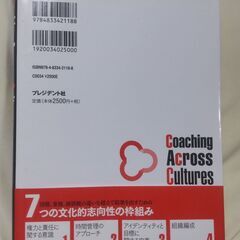 9784833421188
1920034025000
ISBN978-4-8334-2118-8
C0034 ¥2500E
プレジデント社
定価(本体2500円+税)
Coaching
Across
Cultures
つの文化的志向性の枠組み
7
権力と責任に
関する意識
1
時間管理の
アプローチ
2
アイデンティティと
目標に
3
組織編成
4